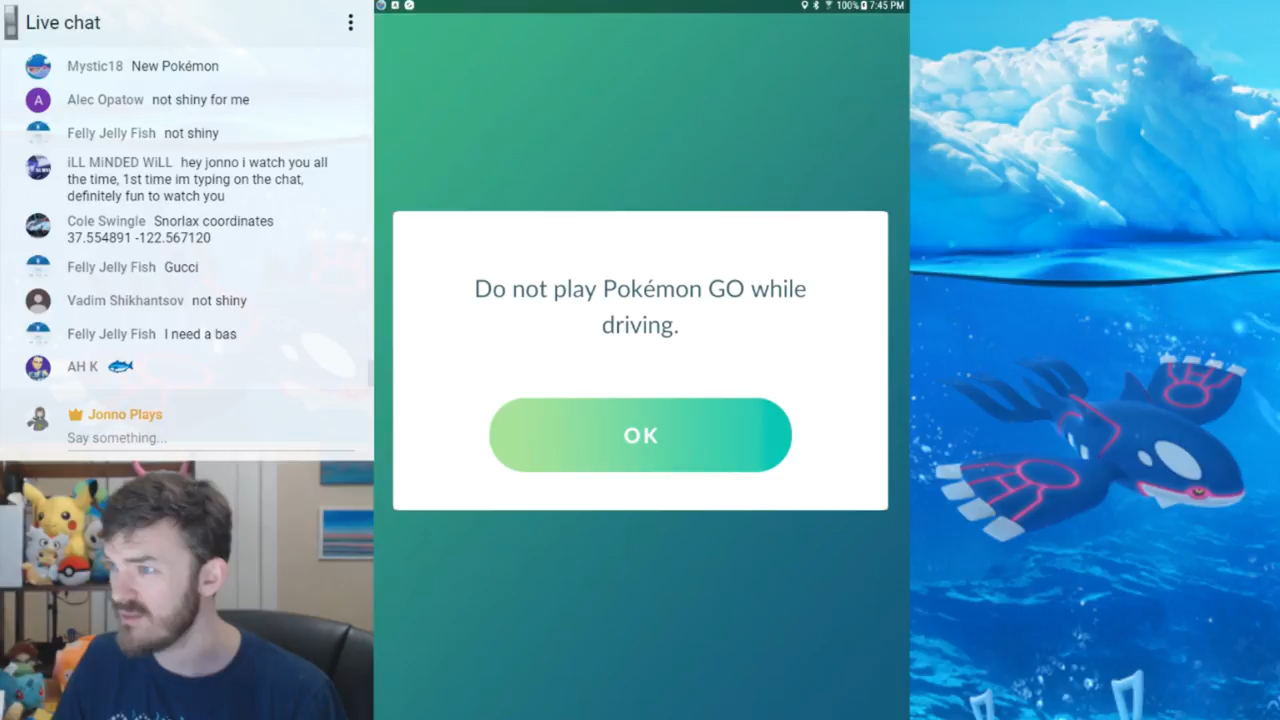 Live chat
Mystic18 New Pokémon
Alec Opatow not shiny for me
A
Felly Jelly Fish not shiny
iLL MiNDED WiLL hey jonno i watch you all
the time, 1st time im typing on the chat,
definitely fun to watch you
Cole Swingle Snorlax coordinates
37.554891 -122.567120
Felly Jelly Fish Gucci
Vadim Shikhantsov not shiny
Felly Jelly Fish I need a bas
AH K
Jonno Plays
Say something...
100% 7:45 PM
Do not play Pokémon GO while
driving.
OK